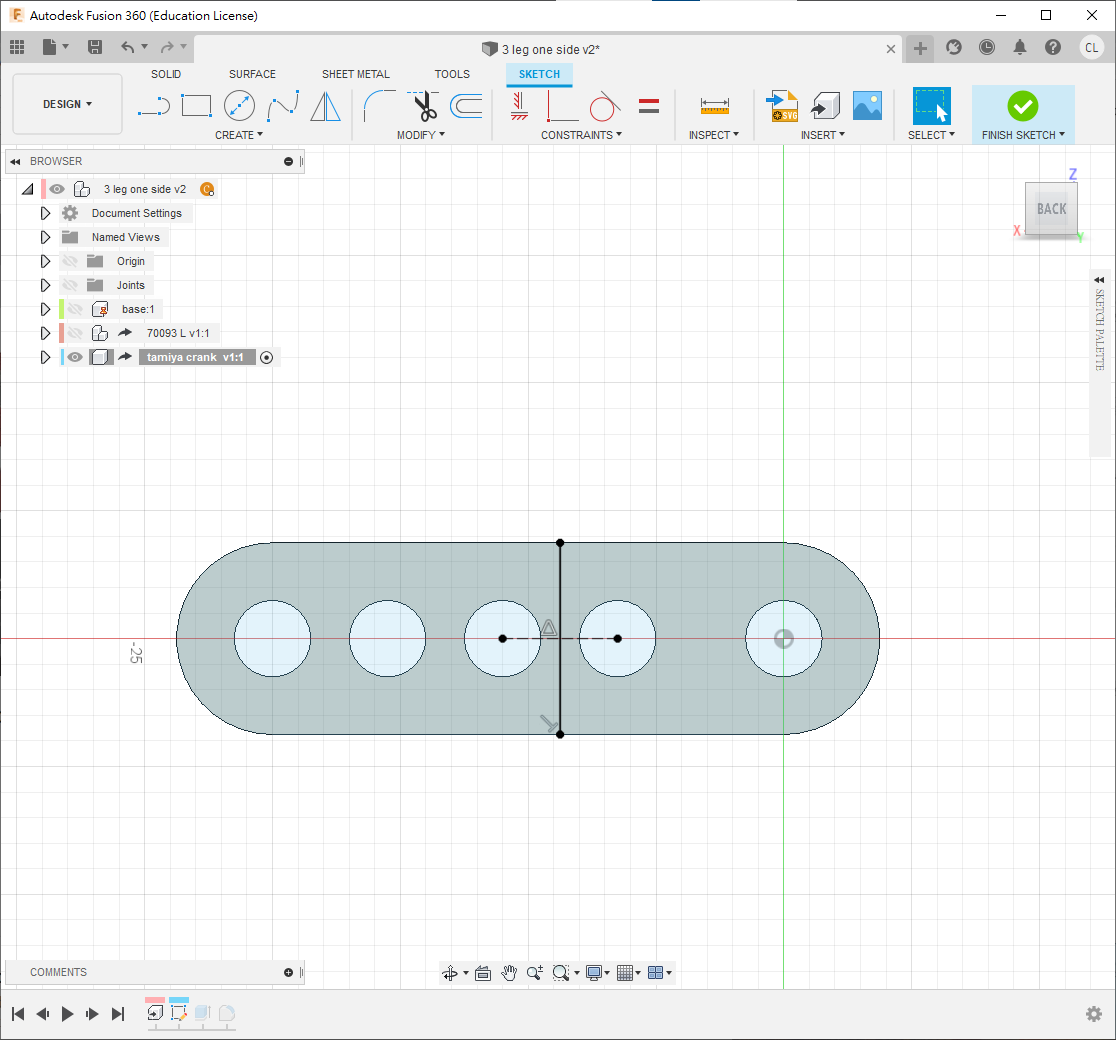 Autodesk Fusion 360 (Education License)
3 leg one side v2*
CL
DESIGN
SOLID SURFACE SHEET METAL TOOLS SKETCH
SVG
CREATE MODIFY CONSTRAINTS INSPECT INSERT SELECT FINISH SKETCH
BROWSER
3 leg one side v2
Document Settings
Named Views
Origin
Joints
base:1
70093 L v1:1
tamiya crank v1:1
Z
BACK
X
Y
SKETCH PALETTE
-25
COMMENTS